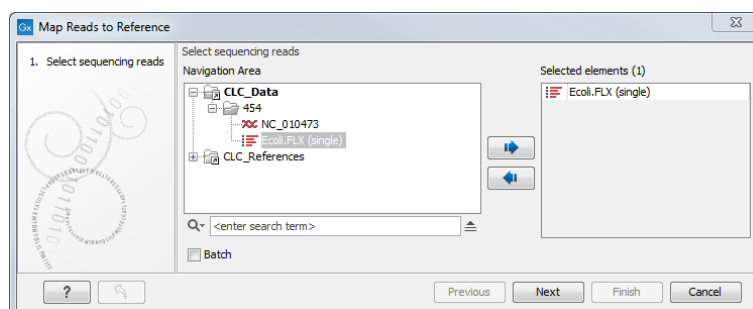 Gx Map Reads to Reference
1. Select sequencing reads
Select sequencing reads
Navigation Area
CLC_Data
454
NC_010473
Ecoli.FLX (single)
CLC_References
<enter search term>
Batch
Selected elements (1)
Ecoli.FLX (single)
? Previous Next Finish Cancel